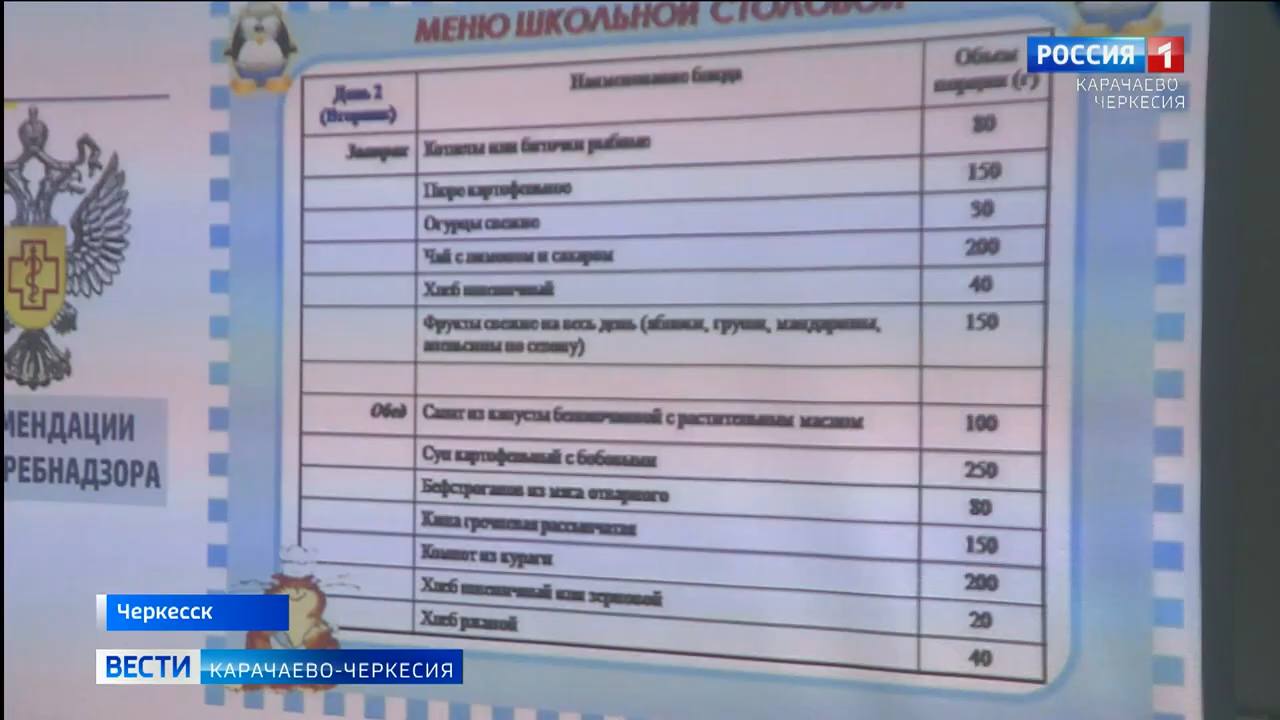 МЕНЮ ШКОЛЬНОЙ СТОЛОВОЙ
РОССИЯ 1
КАРАЧАЕВО
ЧЕРКЕСИЯ
День 2
(Вторник)
Наименование блюда
Объем
порции (г)
Завтрак Котлеты или биточки рыбные 80
Пюре картофельное 150
Огурцы свежие 30
Чай с лимоном и сахаром 200
Хлеб пшеничный 40
Фрукты свежие на весь день (яблоки, груши, мандарины, 150
апельсины по сезону)
Обед Салат из капусты белокочанной с растительным маслом 100
Суп картофельный с бобовыми 250
Бефстроганов из мяса отварного 80
Каша гречневая рассыпчатая 150
Компот из кураги 200
Хлеб пшеничный или зерновой 20
Хлеб ржаной 40
МЕНДАЦИИ
РЕБНАДЗОРА
Черкесск
ВЕСТИ КАРАЧАЕВО-ЧЕРКЕСИЯ